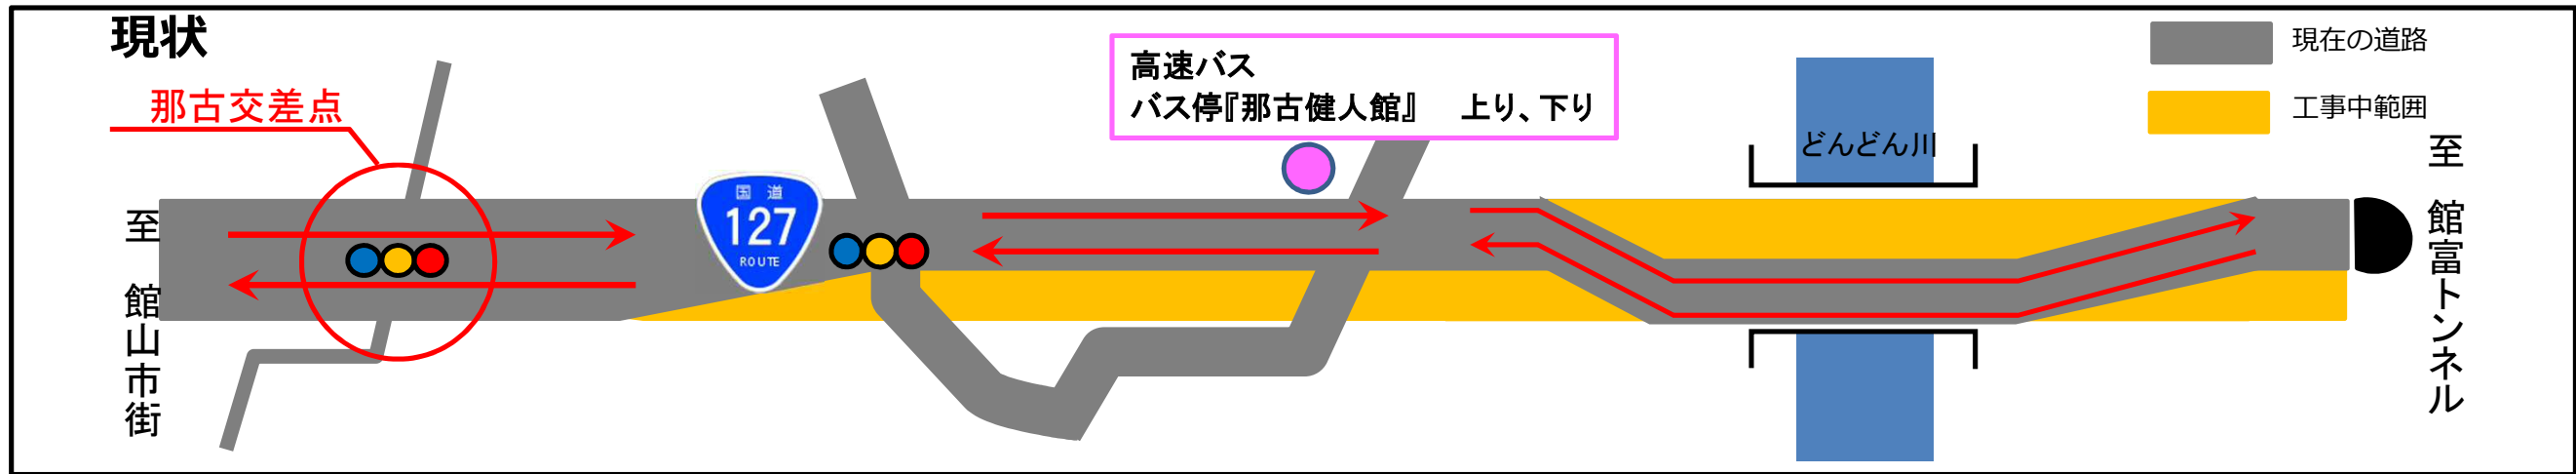 現状
那古交差点
高速バス
バス停『那古健人館』　上り、下り
現在の道路
工事中範囲
どんどん川
国道
127
ROUTE
至　館山市街
至　館富トンネル